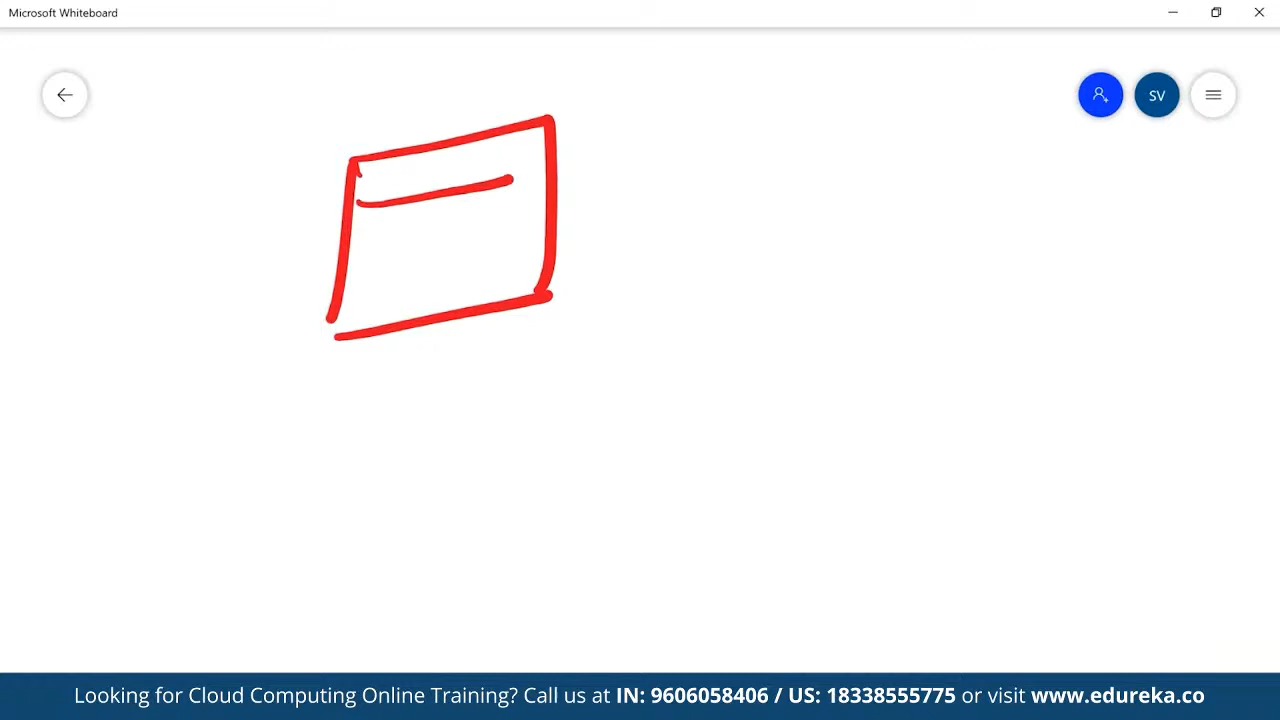 Microsoft Whiteboard
SV
Looking for Cloud Computing Online Training? Call us at IN: 9606058406 / US: 18338555775 or visit www.edureka.co